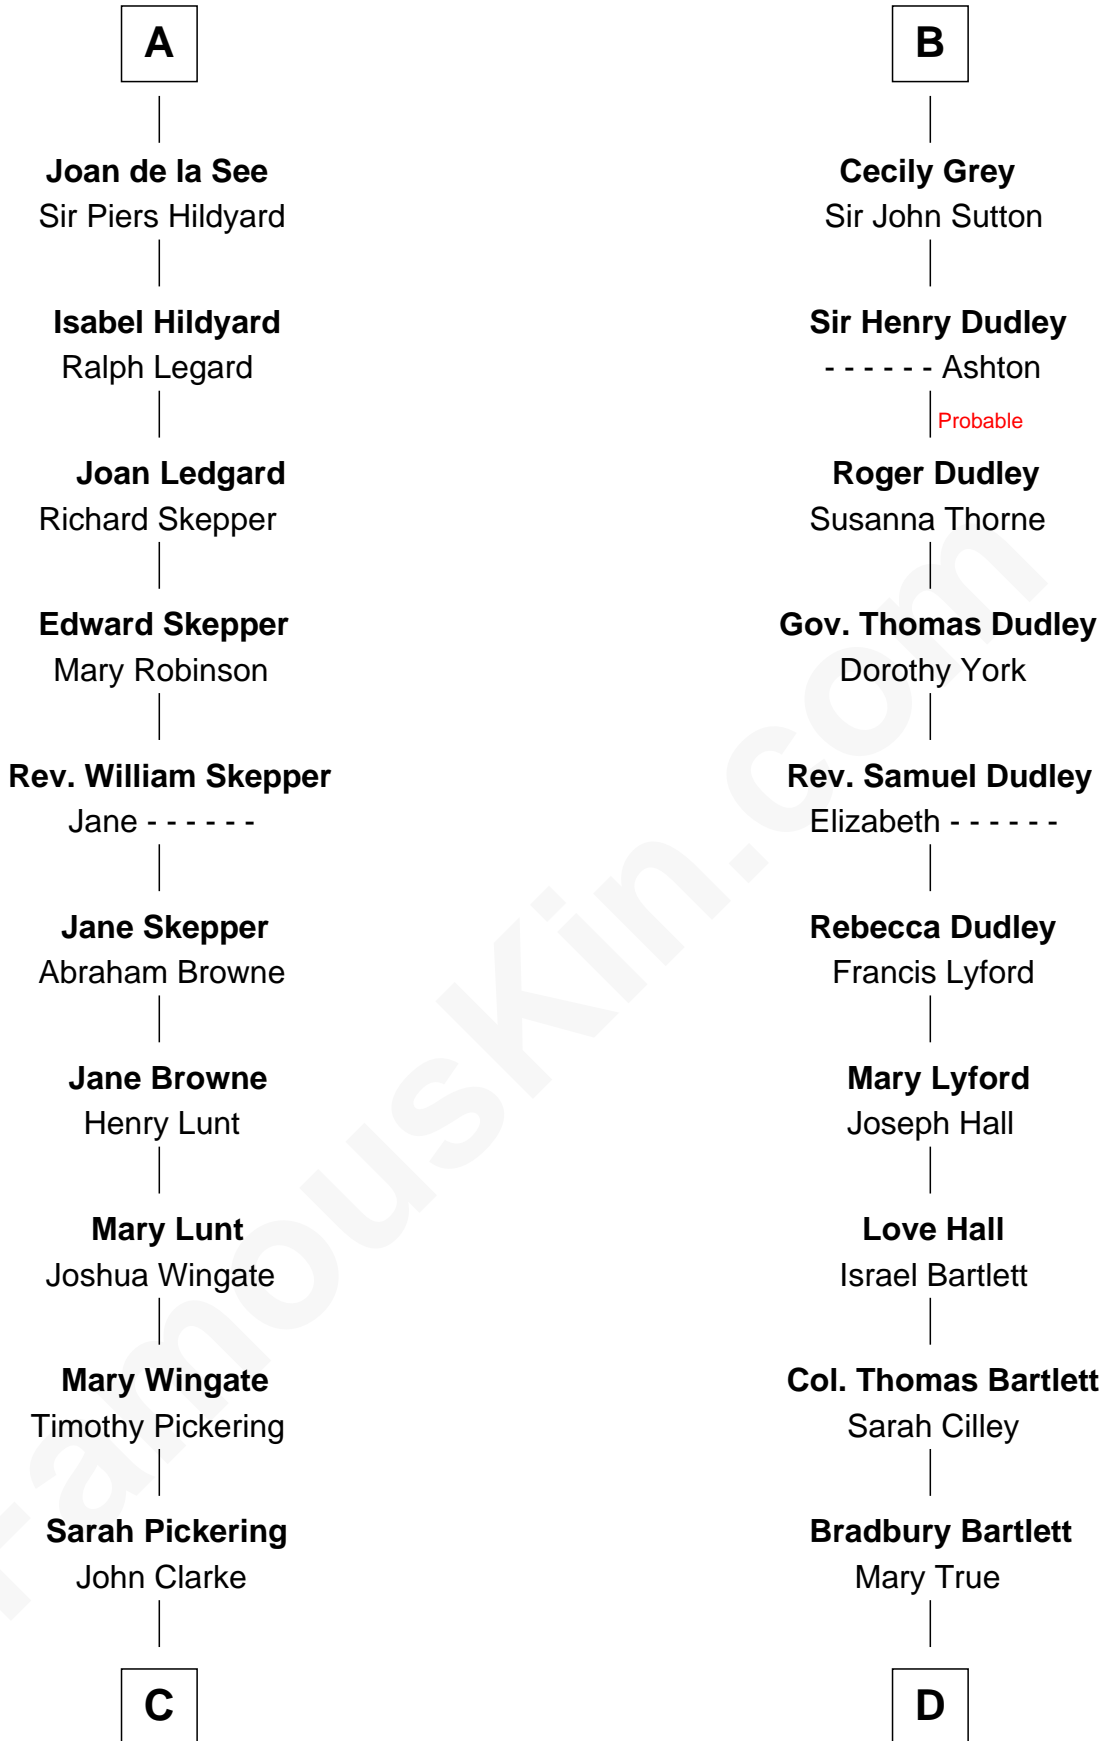 A
Joan de la See
Sir Piers Hildyard
Isabel Hildyard
Ralph Legard
Joan Ledgard
Richard Skepper
Edward Skepper
Mary Robinson
Rev. William Skepper
Jane - - - - - -
Jane Skepper
Abraham Browne
Jane Browne
Henry Lunt
Mary Lunt
Joshua Wingate
Mary Wingate
Timothy Pickering
Sarah Pickering
John Clarke
C
B
Cecily Grey
Sir John Sutton
Sir Henry Dudley
- - - - - - Ashton
Probable
Roger Dudley
Susanna Thorne
Gov. Thomas Dudley
Dorothy York
Rev. Samuel Dudley
Elizabeth - - - - - -
Rebecca Dudley
Francis Lyford
Mary Lyford
Joseph Hall
Love Hall
Israel Bartlett
Col. Thomas Bartlett
Sarah Cilley
Bradbury Bartlett
Mary True
D
FamousKin.com